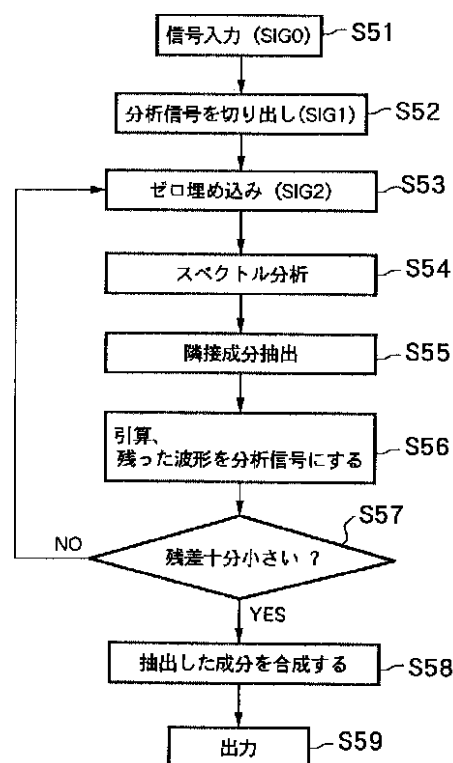 信号入力 (SIG0) S51
分析信号を切り出し(SIG1) S52
ゼロ埋め込み (SIG2) S53
スペクトル分析 S54
隣接成分抽出 S55
引算、
残った波形を分析信号にする S56
残差十分小さい ? S57
NO
YES
抽出した成分を合成する S58
出力 S59